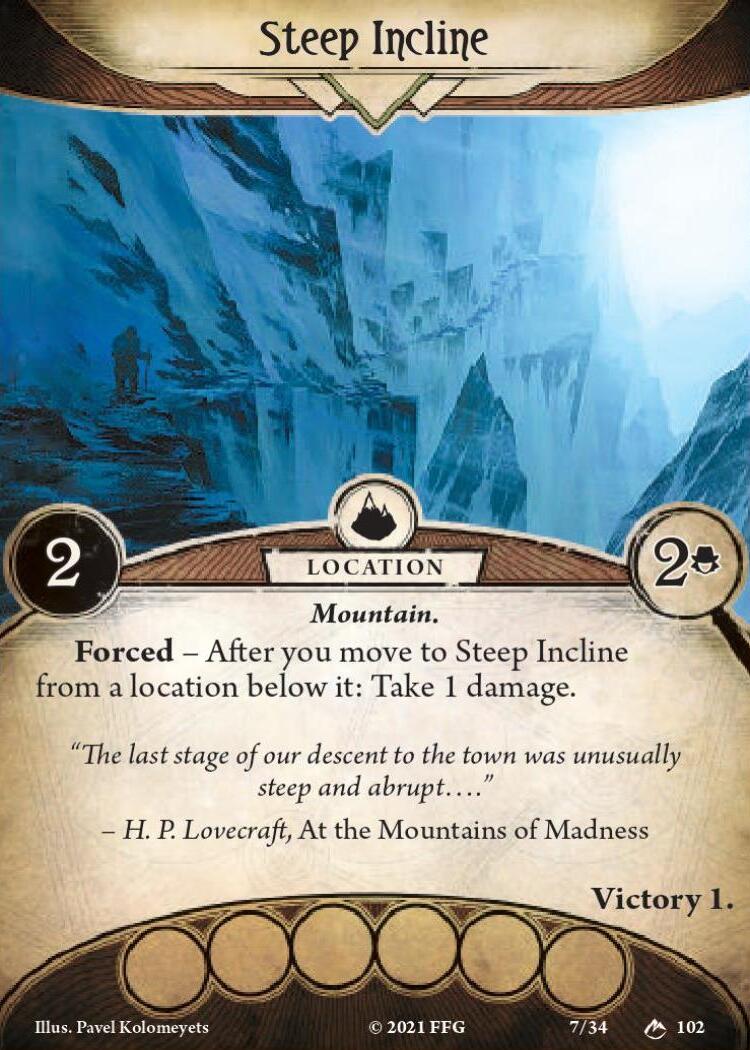 Steep Incline
2
LOCATION
2
Mountain.
Forced – After you move to Steep Incline
from a location below it: Take 1 damage.
“The last stage of our descent to the town was unusually
steep and abrupt….”
– H. P. Lovecraft, At the Mountains of Madness
Victory 1.
Illus. Pavel Kolomeyets
© 2021 FFG
7/34
102